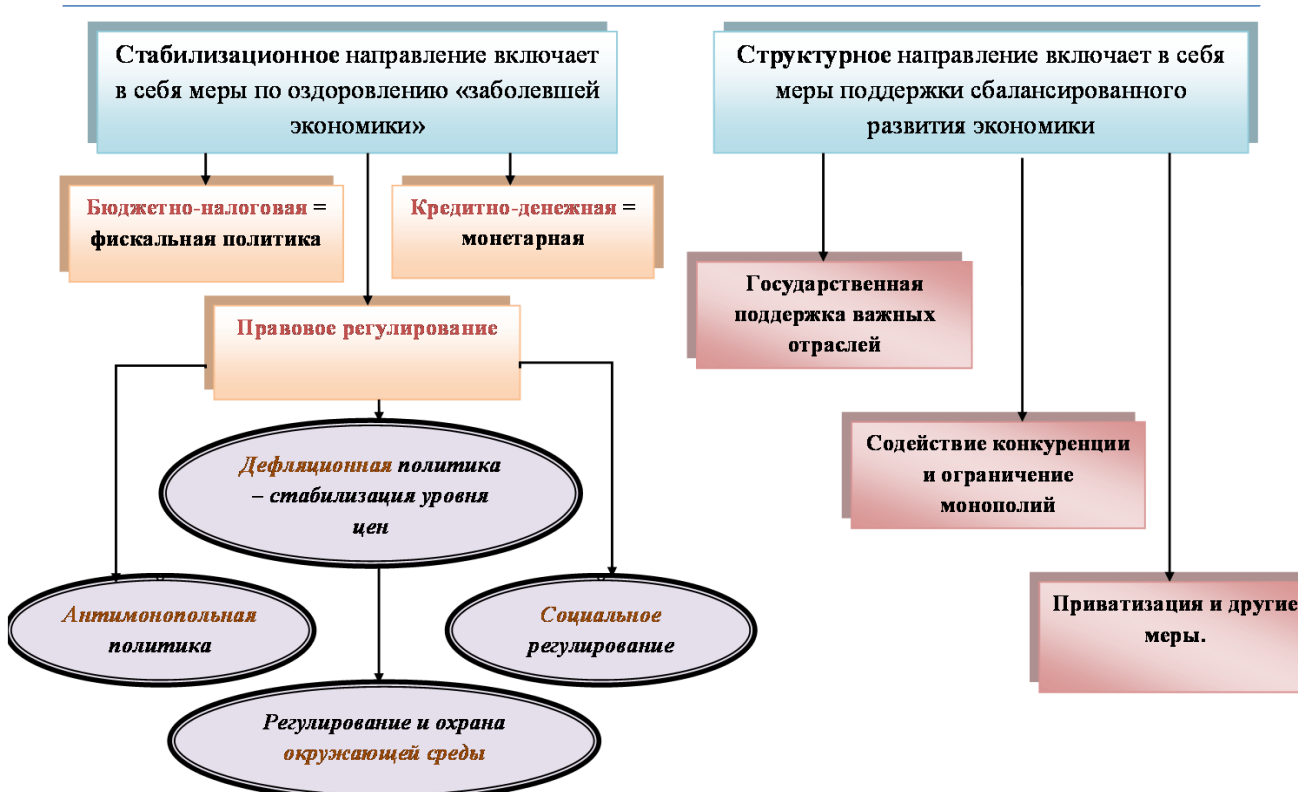 Стабилизационное направление включает
в себя меры по оздоровлению «заболевшей
экономики»
Структурное направление включает в себя
меры поддержки сбалансированного
развития экономики
Бюджетно-налоговая =
фискальная политика
Кредитно-денежная =
монетарная
Правовое регулирование
Государственная
поддержка важных
отраслей
Дефляционная политика
– стабилизация уровня
цен
Содействие конкуренции
и ограничение
монополий
Антимонопольная
политика
Социальное
регулирование
Приватизация и другие
меры.
Регулирование и охрана
окружающей среды